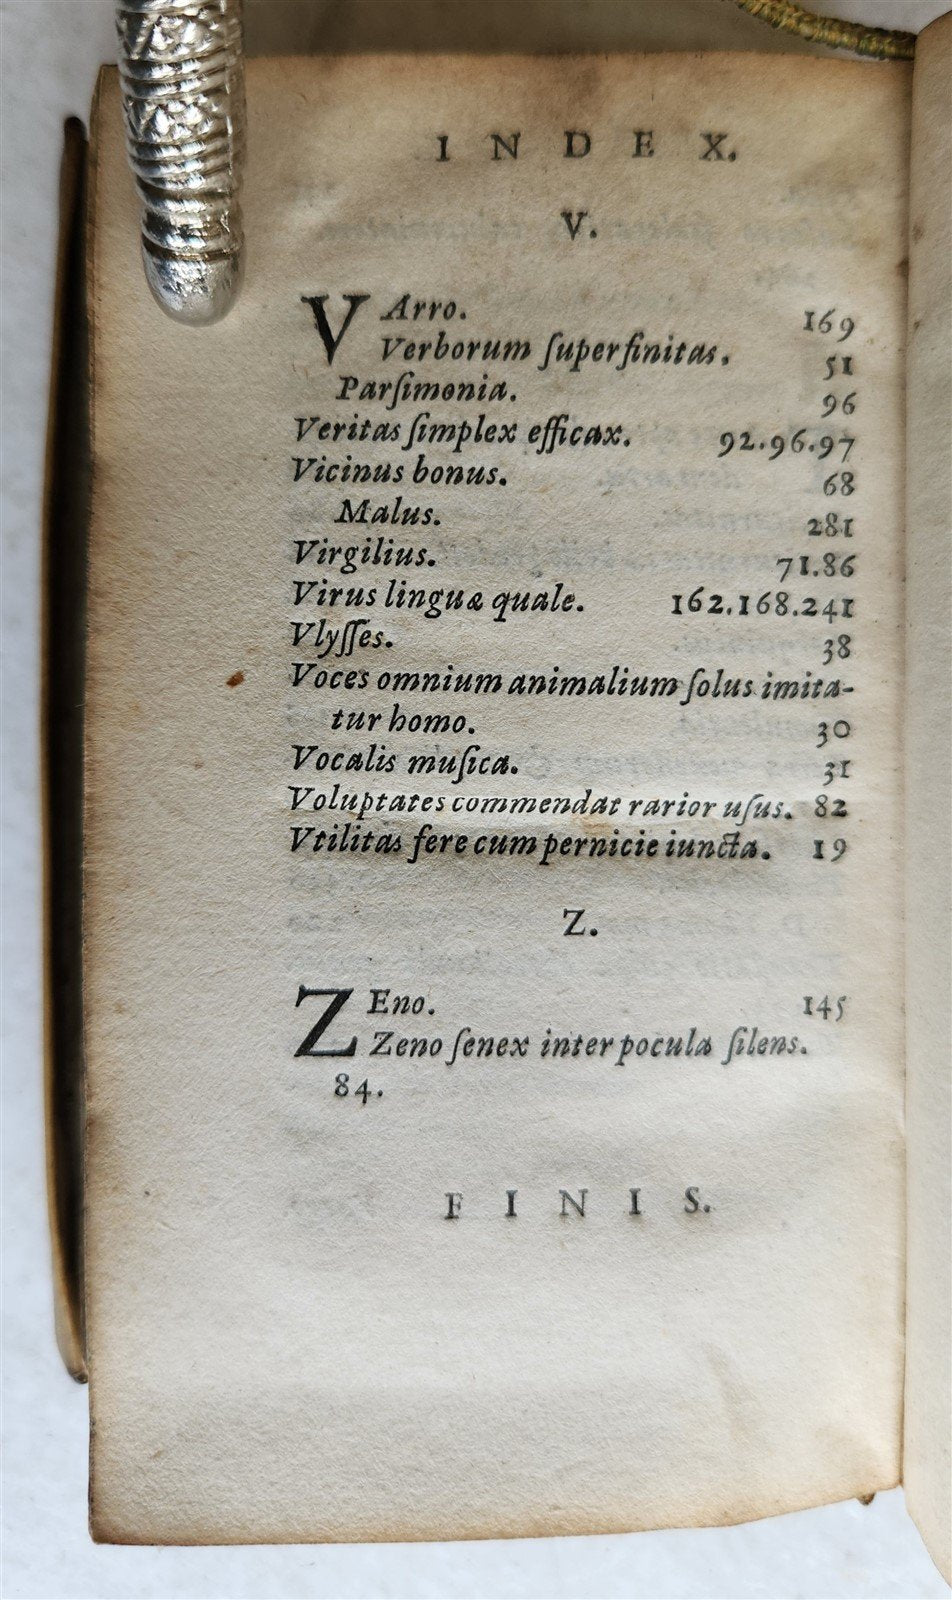 INDEX.
V.
VArro. 169
Verborum ſuperfinitas. 51
Parſimonia. 96
Veritas ſimplex efficax. 92.96.97
Vicinus bonus. 68
Malus. 281
Virgilius. 71.86
Virus linguæ quale. 162.168.241
Vlyſſes. 38
Voces omnium animalium ſolus imita-
tur homo. 30
Vocalis muſica. 31
Voluptates commendat rarior uſus. 82
Vtilitas fere cum pernicie iuncta. 19
Z.
ZEno. 145
Zeno ſenex inter pocula ſilens.
84.
FINIS.